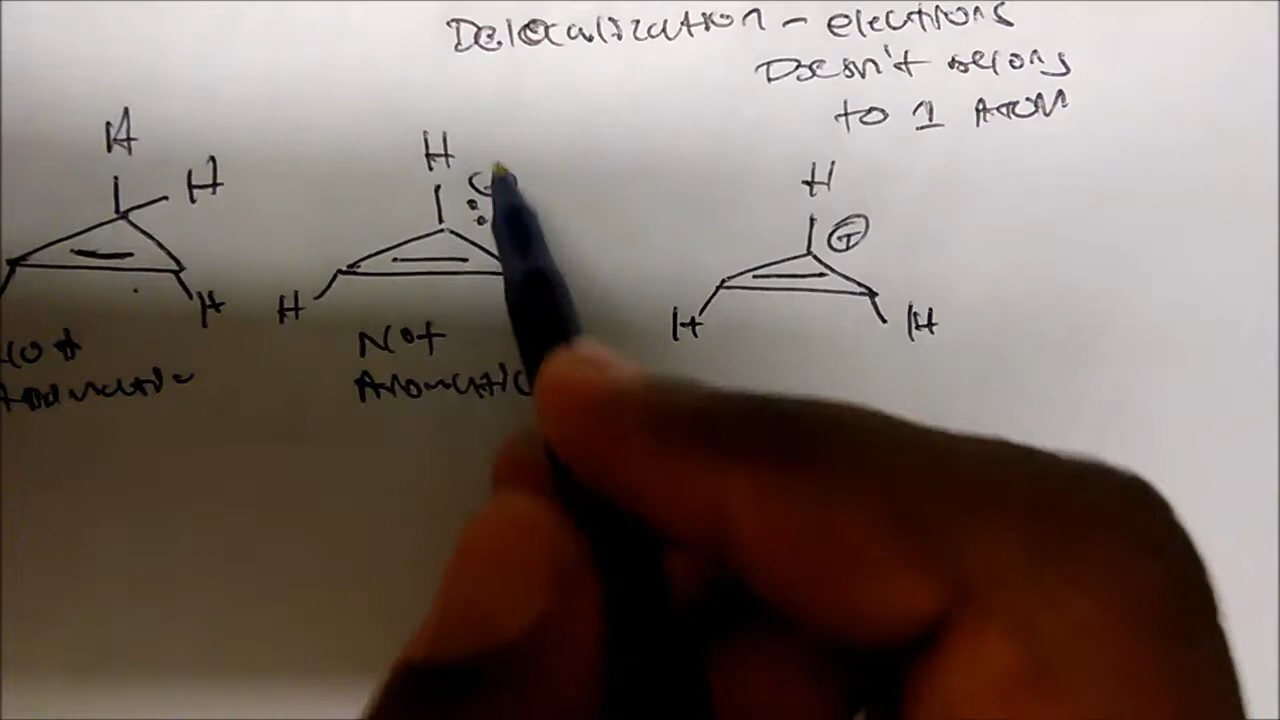 Delocalization - electrons
Doesn't belong
to 1 Atom
H
H
H
H
H
H
+
H
H
Not
Aromatic
Not
Aromatic